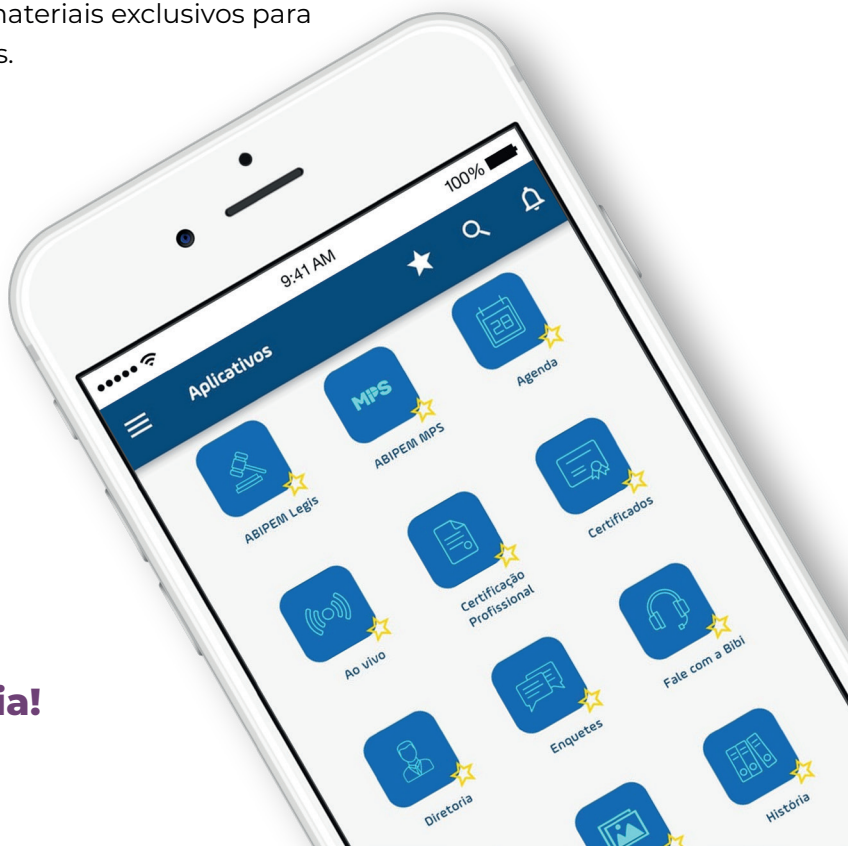 materiais exclusivos para
s.
9:41 AM
100%
Aplicativos
ABIPEM Legis
MPS
ABIPEM MPS
28
Agenda
Ao vivo
Certificação
Profissional
Certificados
Diretoria
Enquetes
Fale com a Bibi
História
ia!